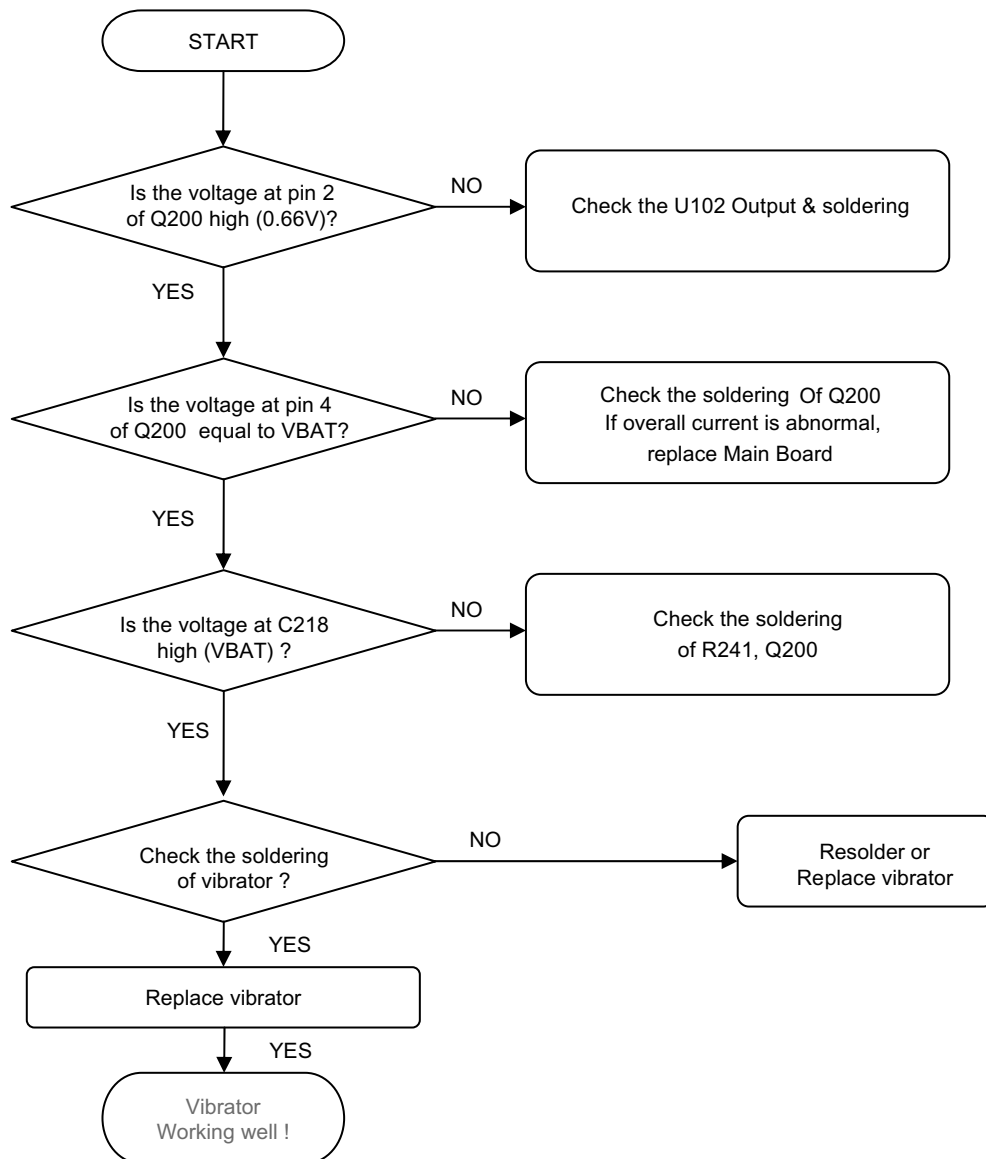 START
Is the voltage at pin 2
of Q200 high (0.66V)?
NO
Check the U102 Output & soldering
YES
Is the voltage at pin 4
of Q200 equal to VBAT?
NO
Check the soldering Of Q200
If overall current is abnormal,
replace Main Board
YES
Is the voltage at C218
high (VBAT) ?
NO
Check the soldering
of R241, Q200
YES
Check the soldering
of vibrator ?
NO
Resolder or
Replace vibrator
YES
Replace vibrator
YES
Vibrator
Working well !